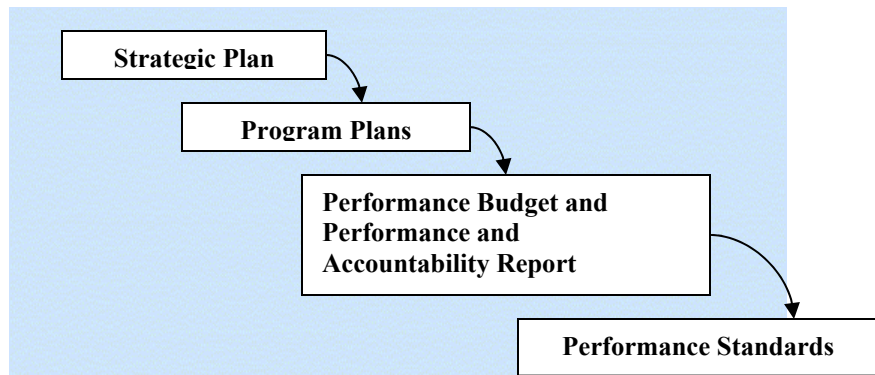 Strategic Plan
Program Plans
Performance Budget and
Performance and
Accountability Report
Performance Standards